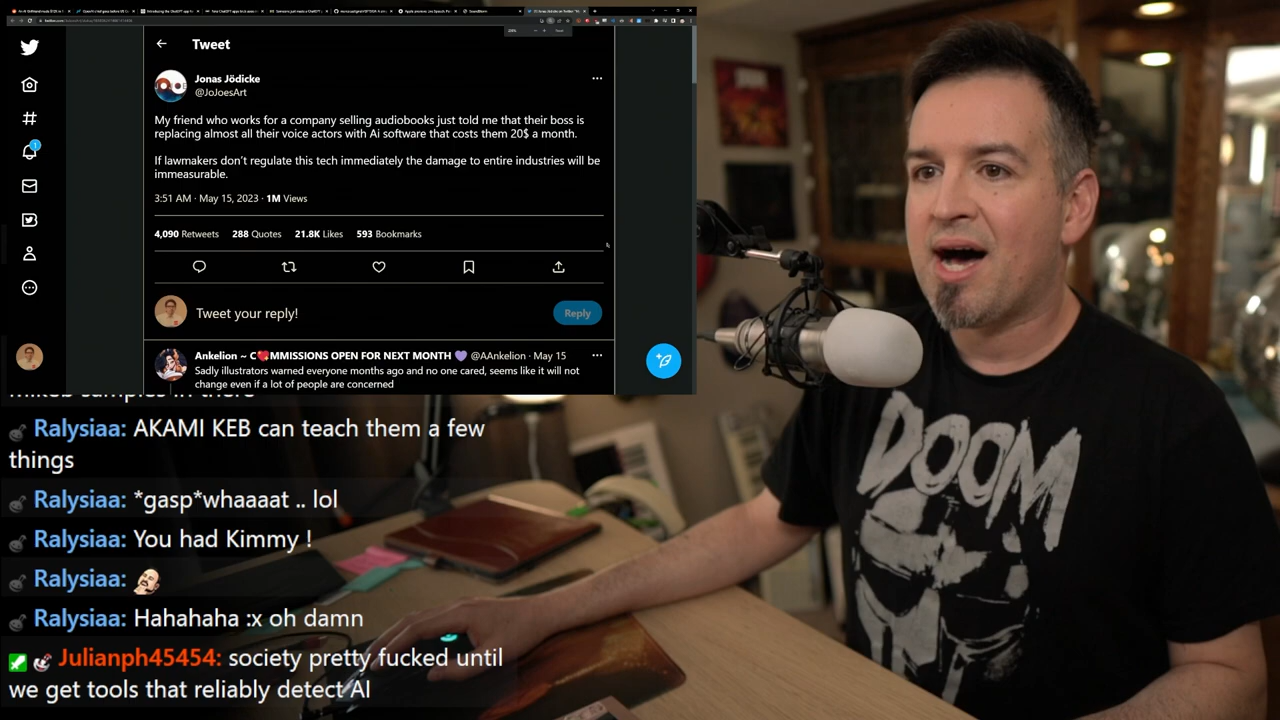 Tweet
Jonas Jödicke
@JoJoesArt
My friend who works for a company selling audiobooks just told me that their boss is
replacing almost all their voice actors with Ai software that costs them 20$ a month.
If lawmakers don't regulate this tech immediately the damage to entire industries will be
immeasurable.
3:51 AM · May 15, 2023 · 1M Views
4,090 Retweets 288 Quotes 21.8K Likes 593 Bookmarks
Tweet your reply!
Reply
Ankelion ~ C❤MMISSIONS OPEN FOR NEXT MONTH 💜 @AAnkelion · May 15
Sadly illustrators warned everyone months ago and no one cared, seems like it will not
change even if a lot of people are concerned
Ralysiaa: AKAMI KEB can teach them a few
things
Ralysiaa: *gasp*whaaaat .. lol
Ralysiaa: You had Kimmy !
Ralysiaa:
Ralysiaa: Hahahaha :x oh damn
Julianph45454: society pretty fucked until
we get tools that reliably detect AI
DOOM